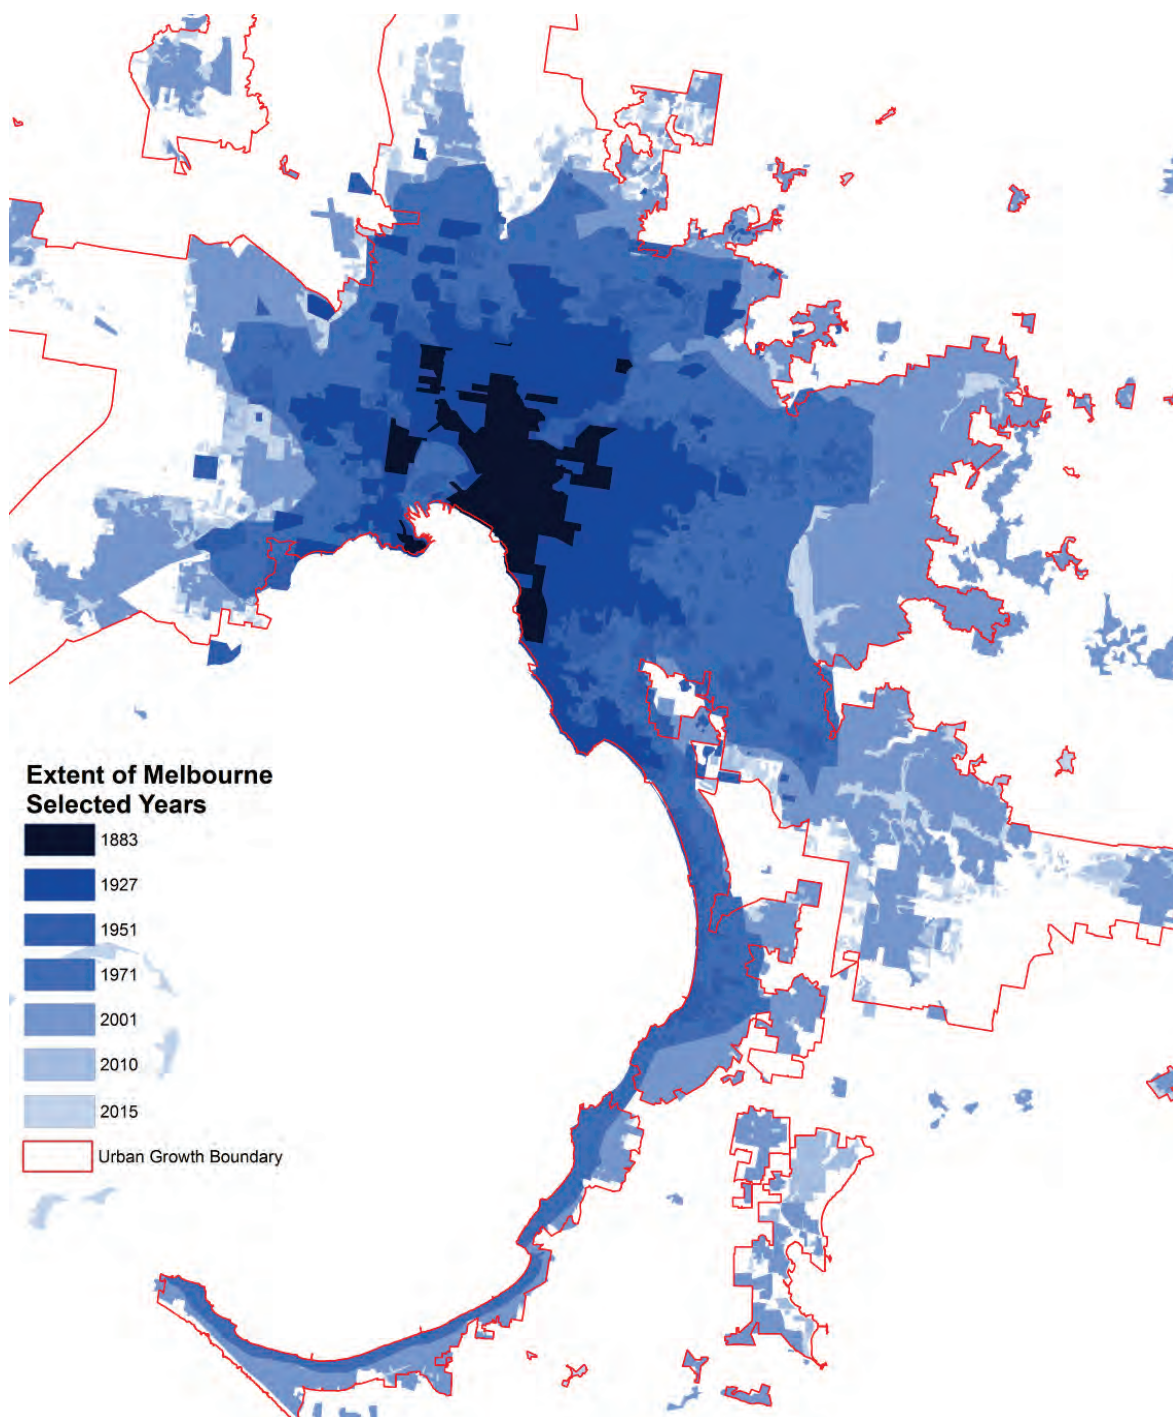 Extent of Melbourne
Selected Years
1883
1927
1951
1971
2001
2010
2015
Urban Growth Boundary